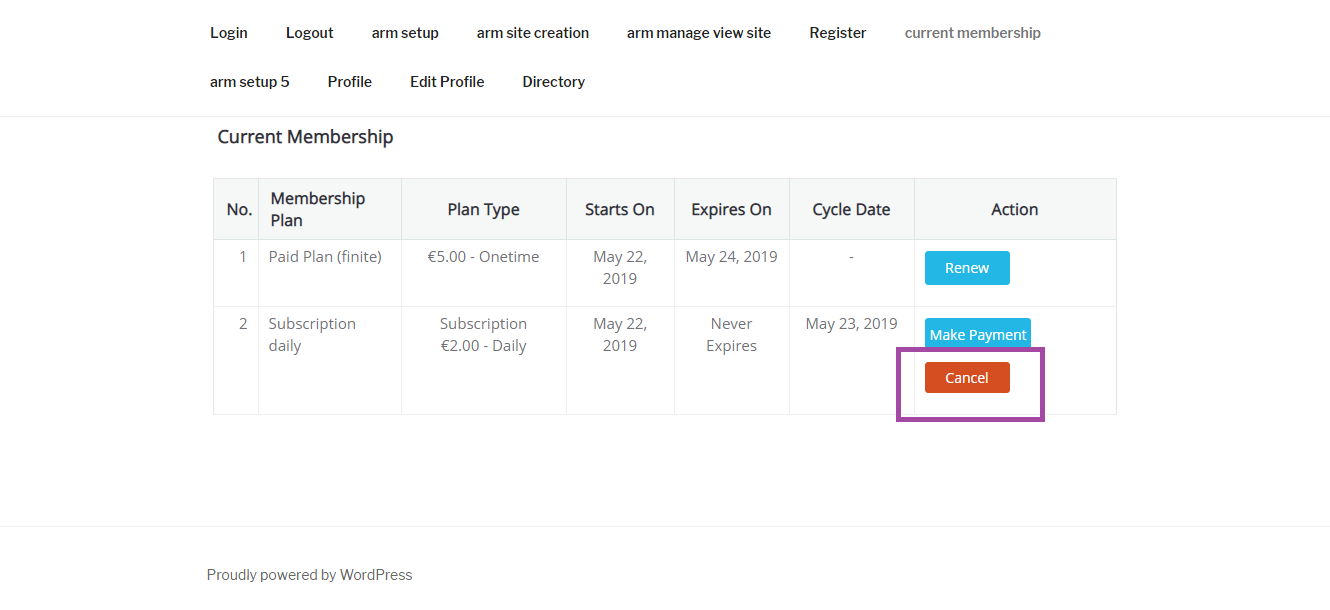 Login Logout arm setup arm site creation arm manage view site Register current membership
arm setup 5 Profile Edit Profile Directory
Current Membership
No. Membership Plan Plan Type Starts On Expires On Cycle Date Action
1 Paid Plan (finite) €5.00 - Onetime May 22, May 24, 2019 - Renew
2019
2 Subscription Subscription May 22, Never May 23, 2019 Make Payment
daily €2.00 - Daily 2019 Expires
Cancel
Proudly powered by WordPress